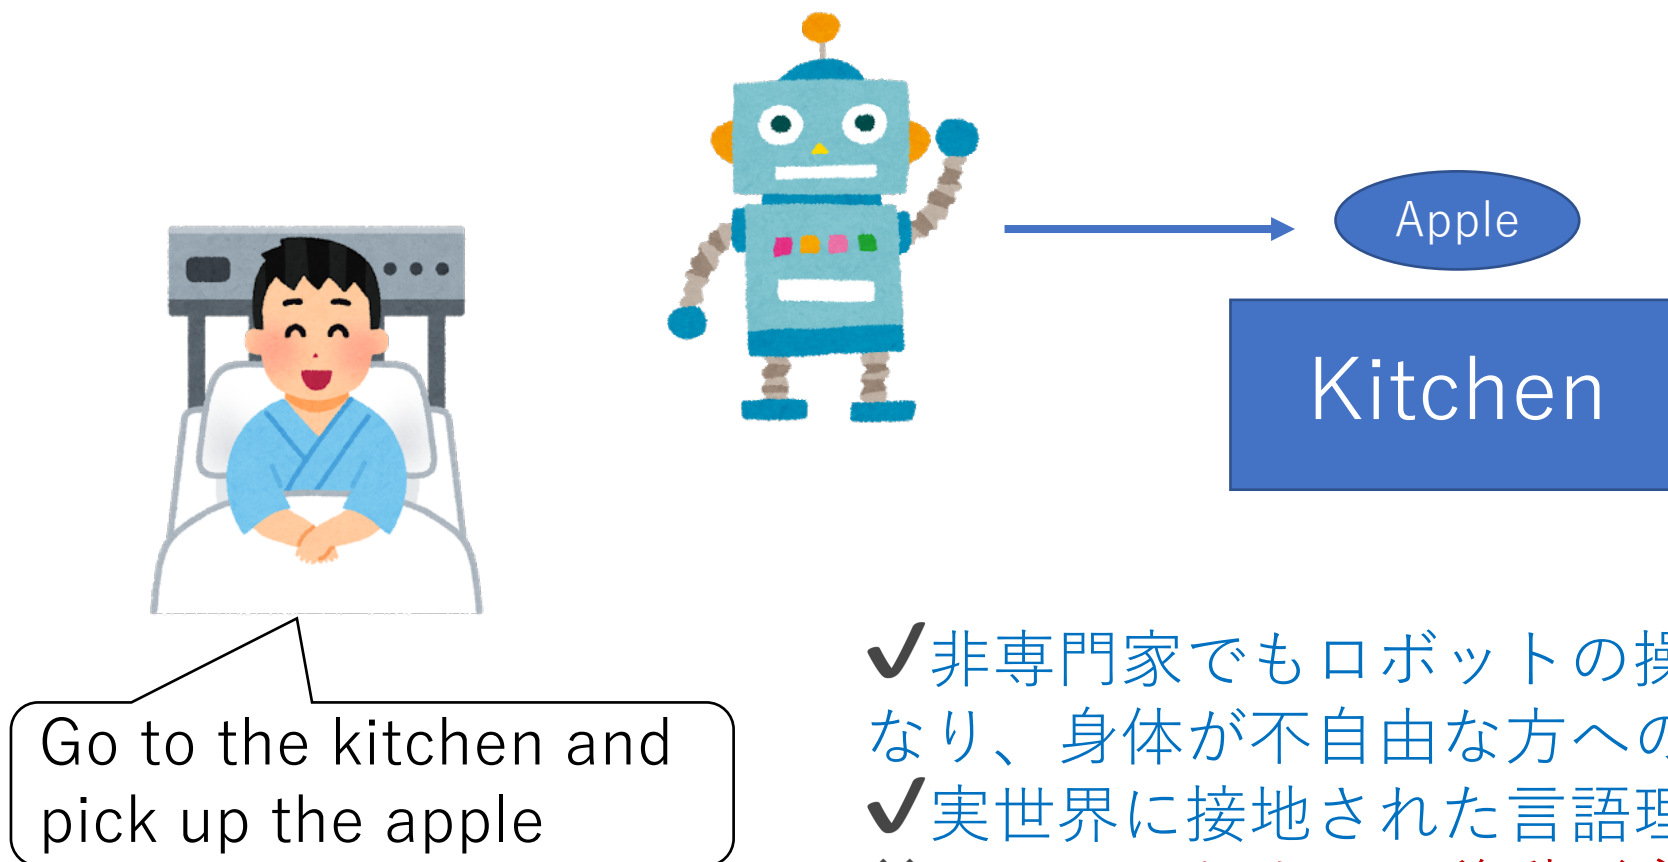 Apple
Kitchen
Go to the kitchen and
pick up the apple
✔非専門家でもロボットの操
なり、身体が不自由な方への
✔実世界に接地された言語理